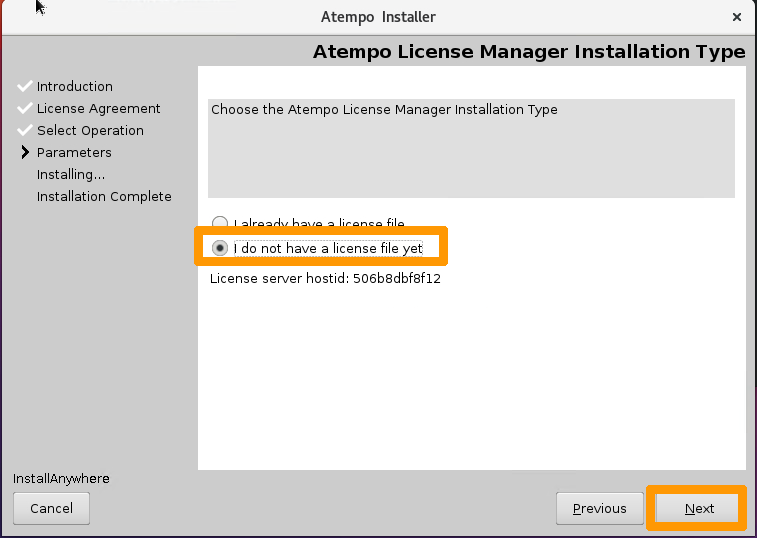 Atempo Installer
Atempo License Manager Installation Type
Introduction
License Agreement
Select Operation
Parameters
Installing...
Installation Complete
Choose the Atempo License Manager Installation Type
I already have a license file
I do not have a license file yet
License server hostid: 506b8dbf8f12
InstallAnywhere
Cancel
Previous
Next